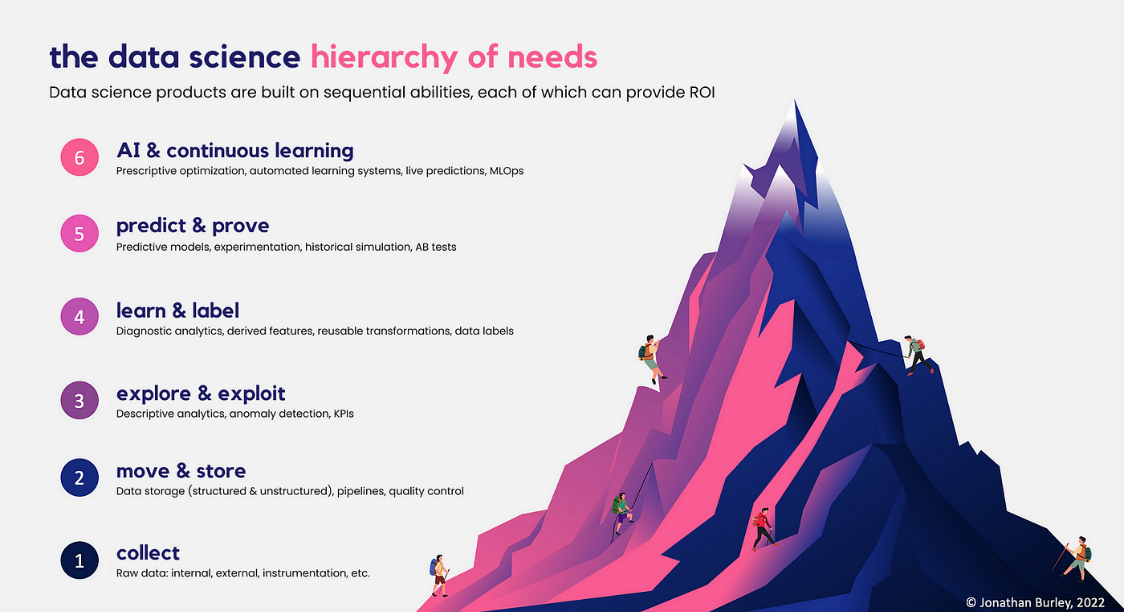 the data science hierarchy of needs
Data science products are built on sequential abilities, each of which can provide ROI
6
AI & continuous learning
Prescriptive optimization, automated learning systems, live predictions, MLOps
5
predict & prove
Predictive models, experimentation, historical simulation, AB tests
4
learn & label
Diagnostic analytics, derived features, reusable transformations, data labels
3
explore & exploit
Descriptive analytics, anomaly detection, KPIs
2
move & store
Data storage (structured & unstructured), pipelines, quality control
1
collect
Raw data: internal, external, instrumentation, etc.
© Jonathan Burley, 2022